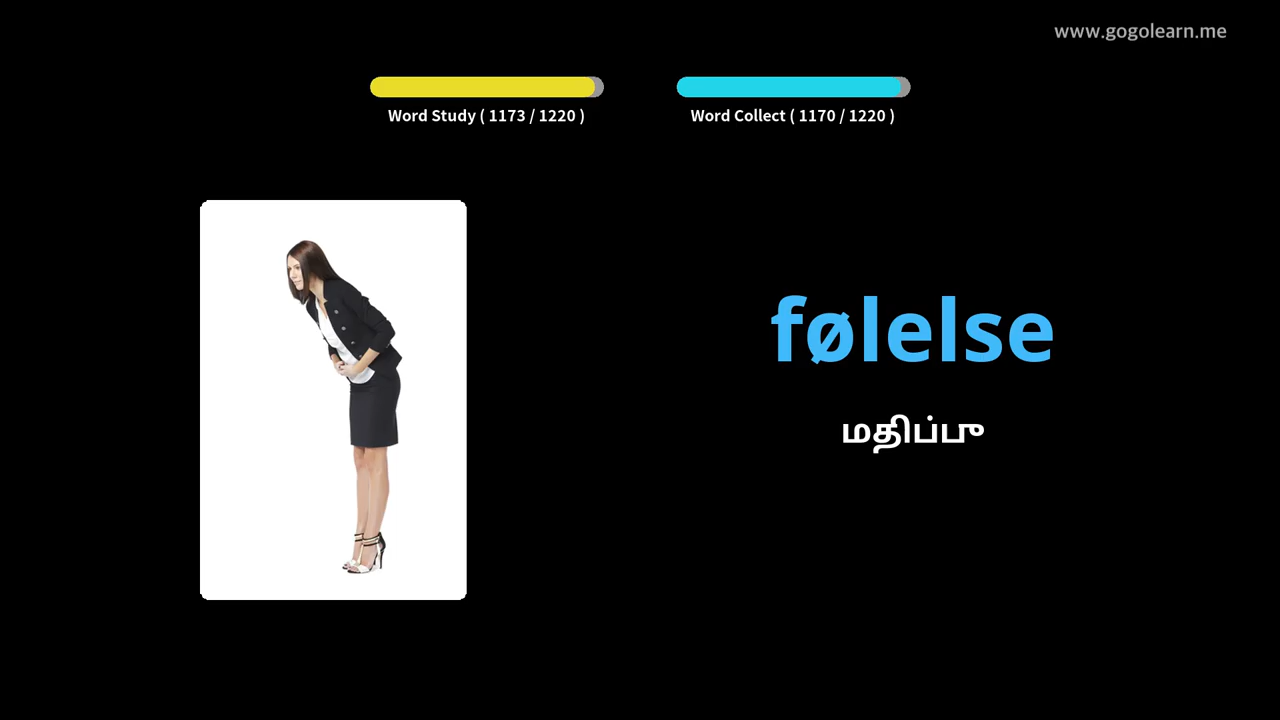 www.gogolearn.me
Word Study ( 1173 / 1220 )
Word Collect ( 1170 / 1220 )
følelse
மதிப்பு